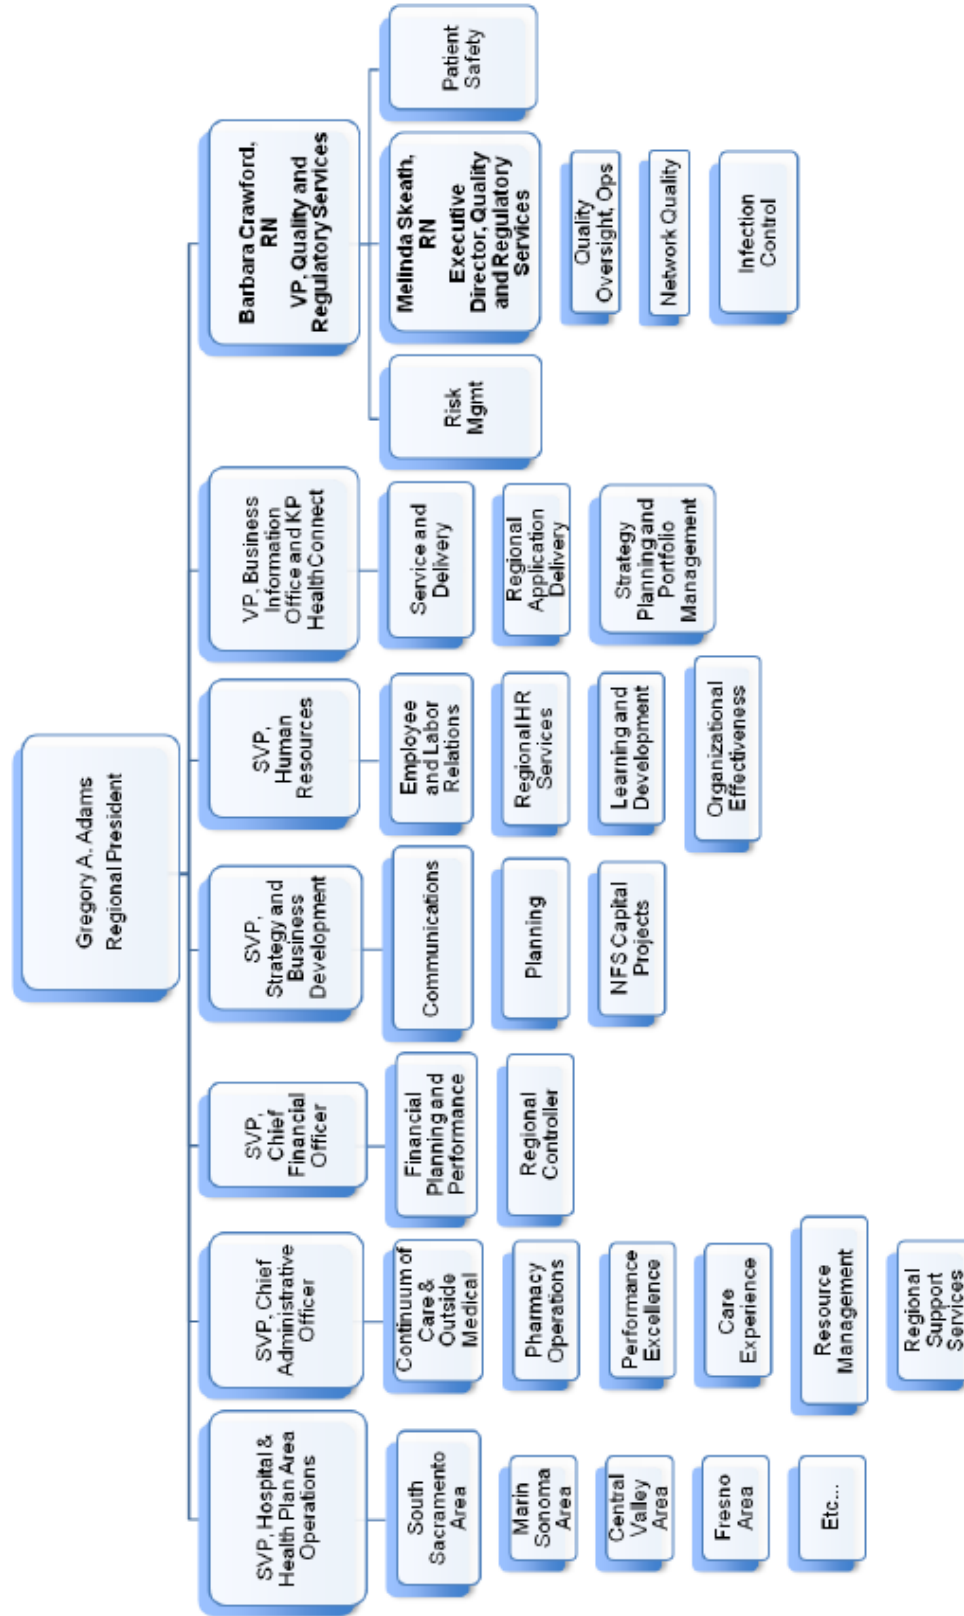 Gregory A. Adams
Regional President
SVP, Hospital &
Health Plan Area
Operations
SVP, Chief
Administrative
Officer
SVP,
Chief
Financial
Officer
SVP,
Strategy and
Business
Development
SVP,
Human
Resources
VP, Business
Information
Office and KP
HealthConnect
Barbara Crawford,
RN
VP, Quality and
Regulatory Services
South
Sacramento
Area
Marin
Sonoma
Area
Central
Valley
Area
Fresno
Area
Etc...
Continuum of
Care &
Outside
Medical
Pharmacy
Operations
Performance
Excellence
Care
Experience
Resource
Management
Regional
Support
Services
Financial
Planning and
Performance
Regional
Controller
Communications
Planning
NFS Capital
Projects
Employee
and Labor
Relations
Regional HR
Services
Learning and
Development
Organizational
Effectiveness
Service and
Delivery
Regional
Application
Delivery
Strategy
Planning and
Portfolio
Management
Risk
Mgmt
Melinda Skeath,
RN
Executive
Director, Quality
and Regulatory
Services
Patient
Safety
Quality
Oversight, Ops
Network Quality
Infection
Control